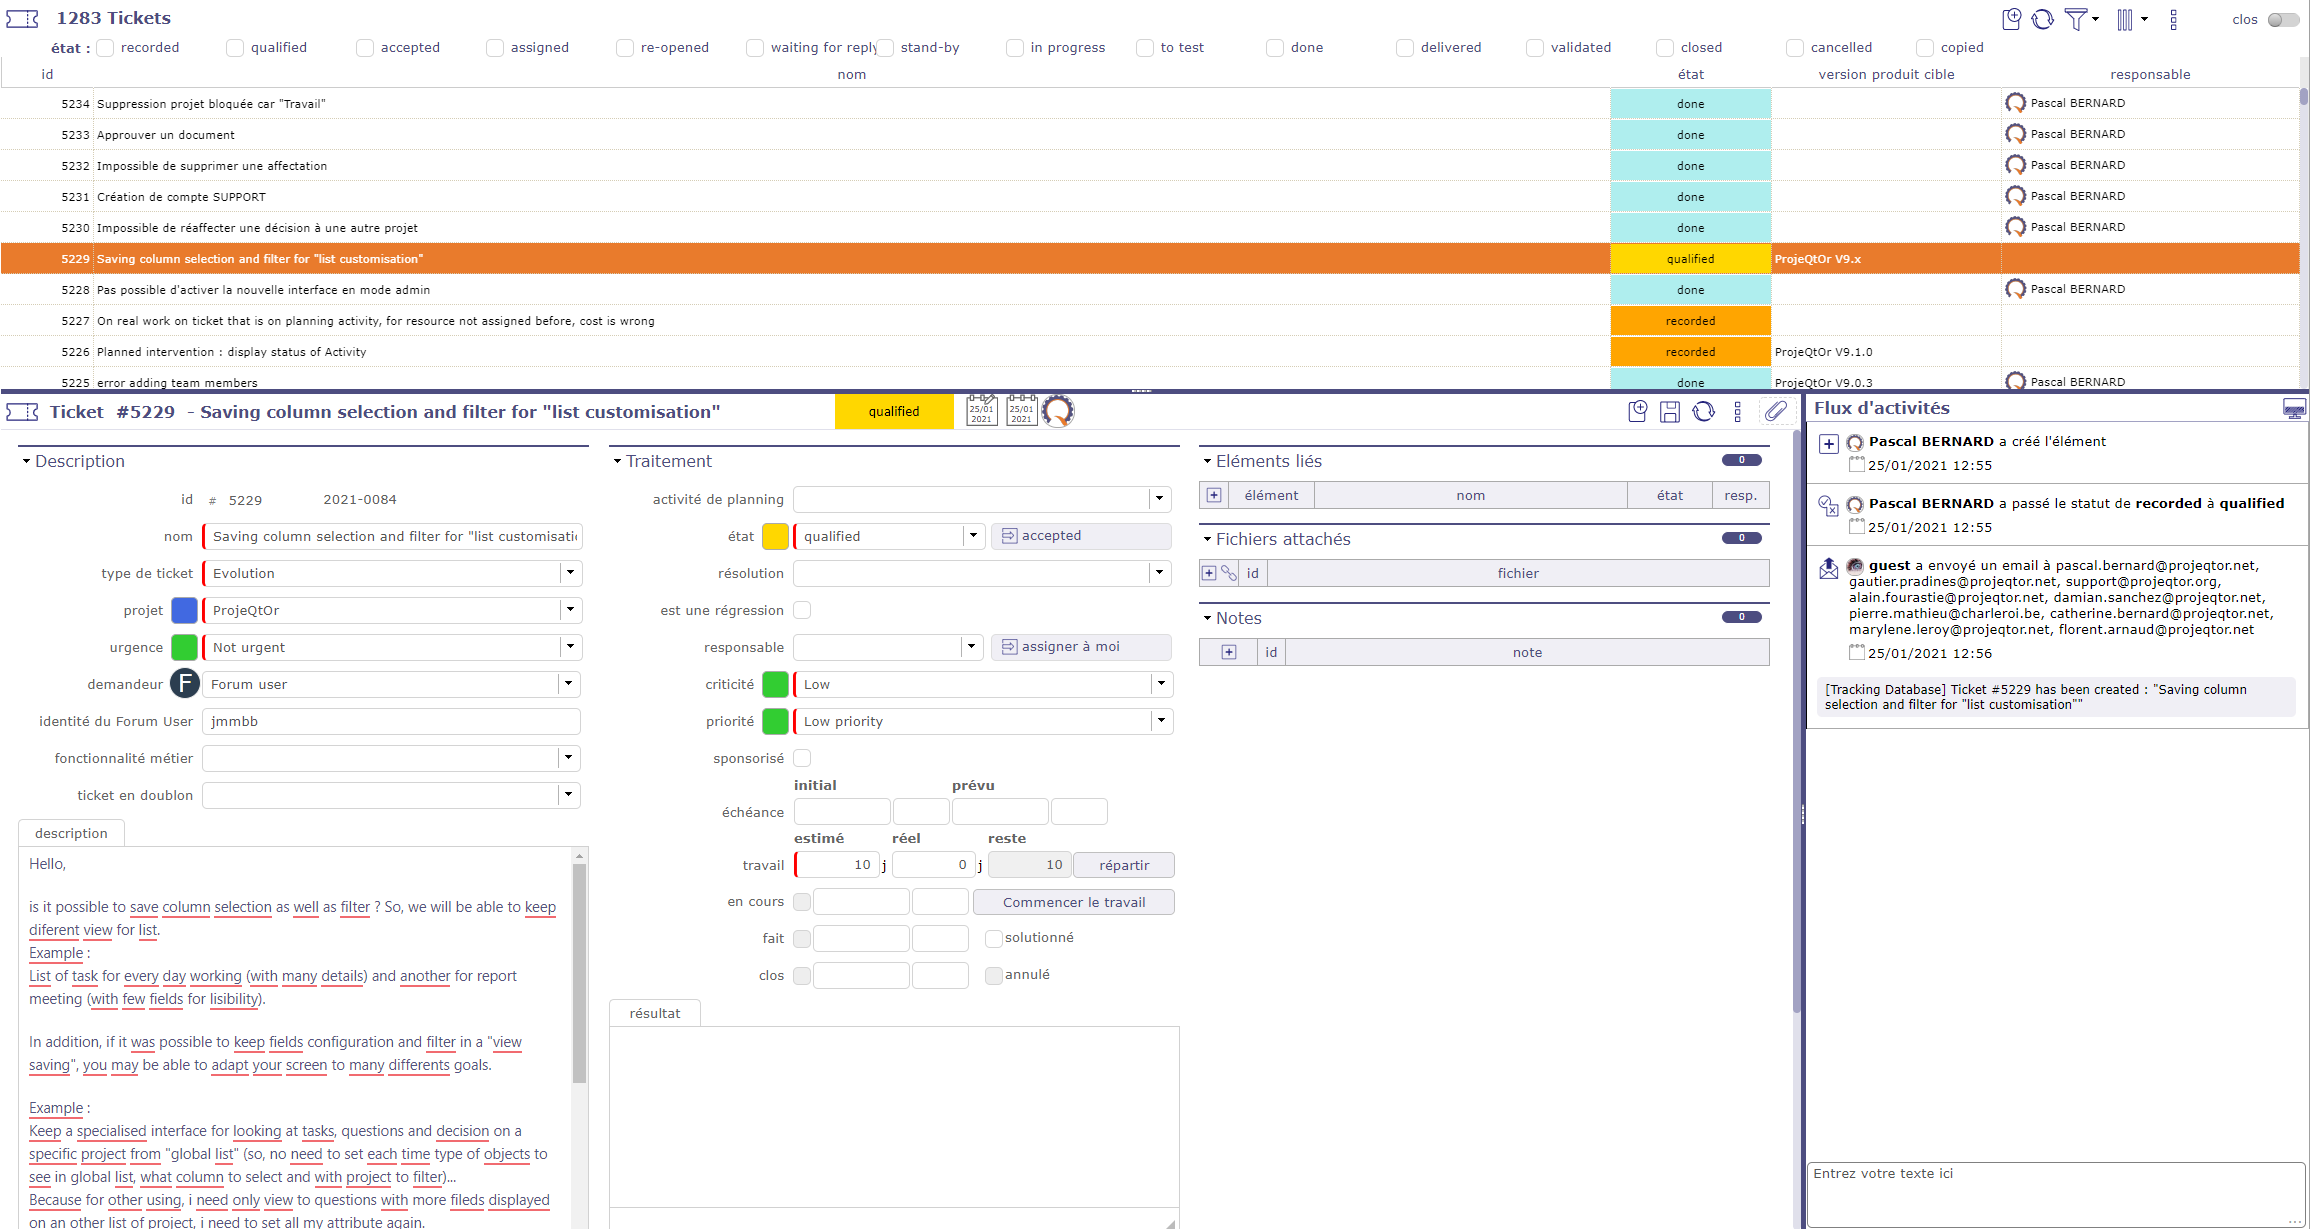 1283 Tickets
clos
état : recorded qualified accepted assigned re-opened waiting for reply stand-by in progress to test done delivered validated closed cancelled copied
id nom état version produit cible responsable
5234 Suppression projet bloquée car "Travail" done Pascal BERNARD
5233 Approuver un document done Pascal BERNARD
5232 Impossible de supprimer une affectation done Pascal BERNARD
5231 Création de compte SUPPORT done Pascal BERNARD
5230 Impossible de réaffecter une décision à une autre projet done Pascal BERNARD
5229 Saving column selection and filter for "list customisation" qualified ProjeQtOr V9.x
5228 Pas possible d'activer la nouvelle interface en mode admin done Pascal BERNARD
5227 On real work on ticket that is on planning activity, for resource not assigned before, cost is wrong recorded
5226 Planned intervention : display status of Activity recorded ProjeQtOr V9.1.0
5225 error adding team members done ProjeQtOr V9.0.3 Pascal BERNARD
Ticket #5229 - Saving column selection and filter for "list customisation" qualified
25/01 2021
25/01 2021
Description
id # 5229 2021-0084
nom Saving column selection and filter for "list customisatio
type de ticket Evolution
projet ProjeQtOr
urgence Not urgent
demandeur F Forum user
identité du Forum User jmmbb
fonctionnalité métier
ticket en doublon
description
Hello,
is it possible to save column selection as well as filter ? So, we will be able to keep
diferent view for list.
Example :
List of task for every day working (with many details) and another for report
meeting (with few fields for lisibility).
In addition, if it was possible to keep fields configuration and filter in a "view
saving", you may be able to adapt your screen to many differents goals.
Example :
Keep a specialised interface for looking at tasks, questions and decision on a
specific project from "global list" (so, no need to set each time type of objects to
see in global list, what column to select and with project to filter)...
Because for other using, i need only view to questions with more fileds displayed
on an other list of project, i need to set all my attribute again.
Traitement
activité de planning
état qualified accepted
résolution
est une régression
responsable assigner à moi
criticité Low
priorité Low priority
sponsorisé
initial prévu
échéance
estimé réel reste
travail 10 j 0 j 10 répartir
en cours Commencer le travail
fait solutionné
clos annulé
résultat
Eléments liés 0
élément nom état resp.
Fichiers attachés 0
id fichier
Notes 0
id note
Flux d'activités
Pascal BERNARD a créé l'élément
25/01/2021 12:55
Pascal BERNARD a passé le statut de recorded à qualified
25/01/2021 12:55
guest a envoyé un email à pascal.bernard@projeqtor.net,
gautier.pradines@projeqtor.net, support@projeqtor.org,
alain.fourastie@projeqtor.net, damian.sanchez@projeqtor.net,
pierre.mathieu@charleroi.be, catherine.bernard@projeqtor.net,
marylene.leroy@projeqtor.net, florent.arnaud@projeqtor.net
25/01/2021 12:56
[Tracking Database] Ticket #5229 has been created : "Saving column
selection and filter for "list customisation""
Entrez votre texte ici